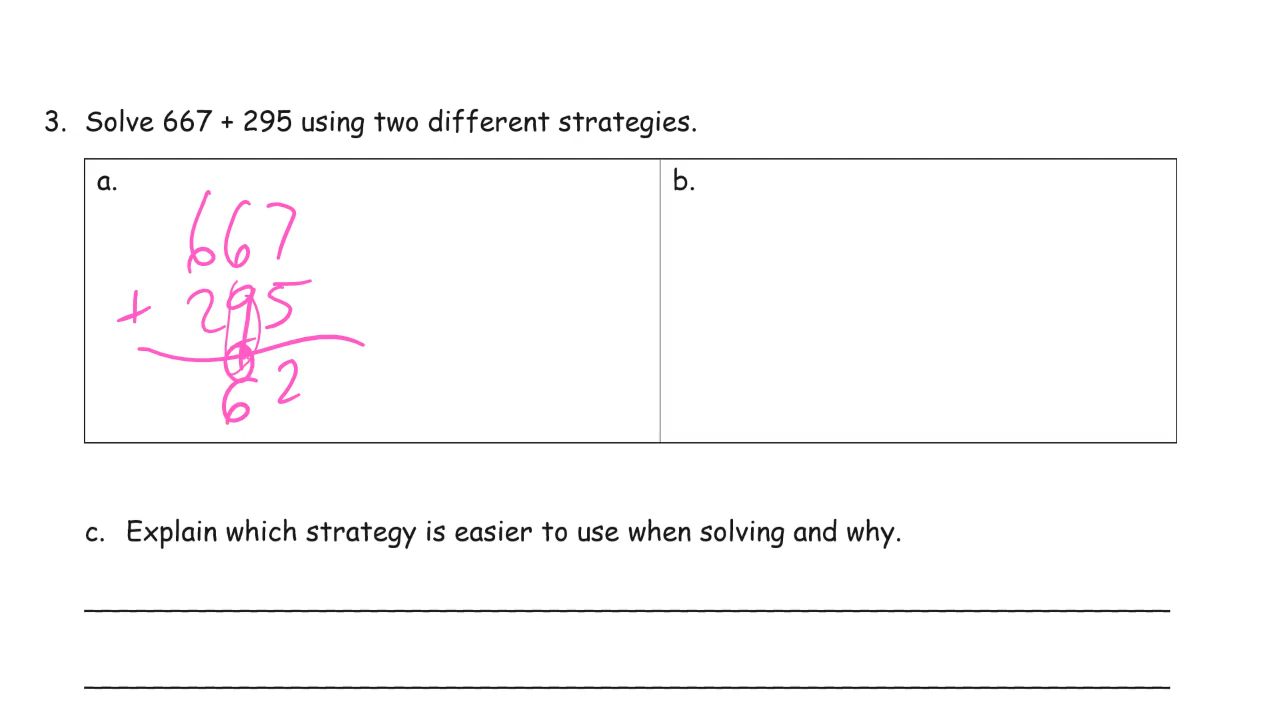 3. Solve 667 + 295 using two different strategies.
a.
667
+ 295
1
62
b.
c. Explain which strategy is easier to use when solving and why.